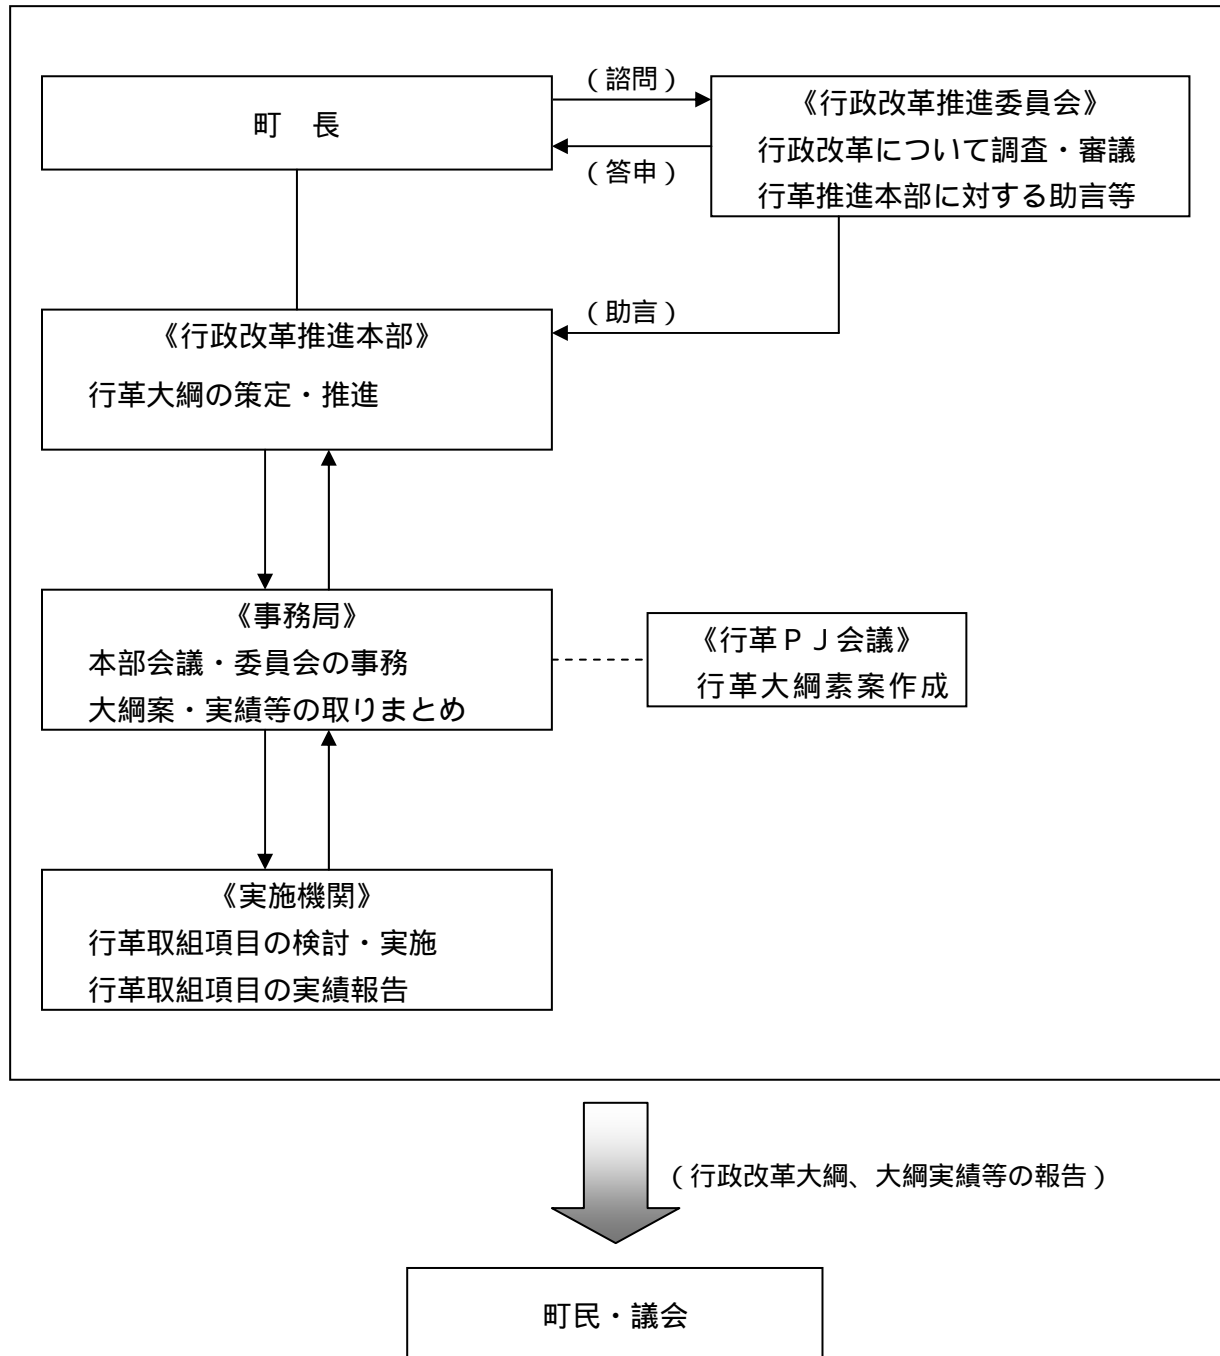 (諮問)
町　長
《行政改革推進委員会》
行政改革について調査・審議
行革推進本部に対する助言等
(答申)
(助言)
《行政改革推進本部》
行革大綱の策定・推進
《事務局》
本部会議・委員会の事務
大綱案・実績等の取りまとめ
《行革ＰＪ会議》
行革大綱素案作成
《実施機関》
行革取組項目の検討・実施
行革取組項目の実績報告
(行政改革大綱、大綱実績等の報告)
町民・議会